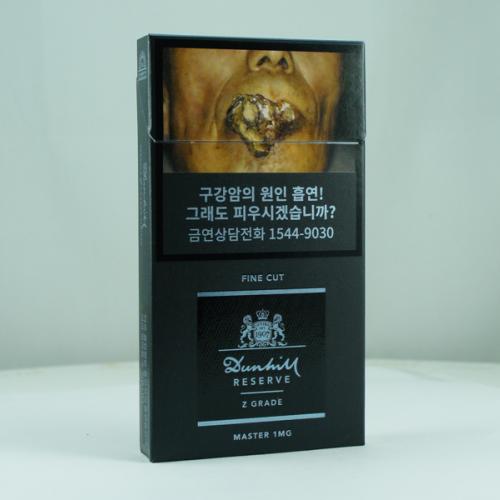 구강암의 원인 흡연!
그래도 피우시겠습니까?
금연상담전화 1544-9030
FINE CUT
1907
Dunhill
RESERVE
Z GRADE
MASTER 1MG